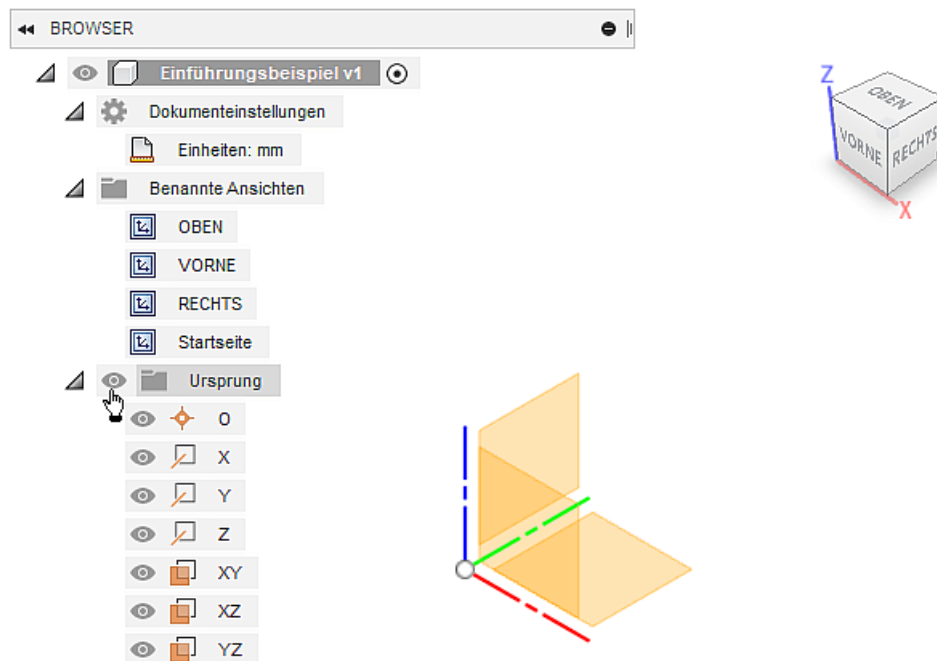 BROWSER
Einführungsbeispiel v1
Dokumenteinstellungen
Einheiten: mm
Benannte Ansichten
OBEN
VORNE
RECHTS
Startseite
Ursprung
O
X
Y
Z
XY
XZ
YZ
Z
OBEN
VORNE
RECHTS
X